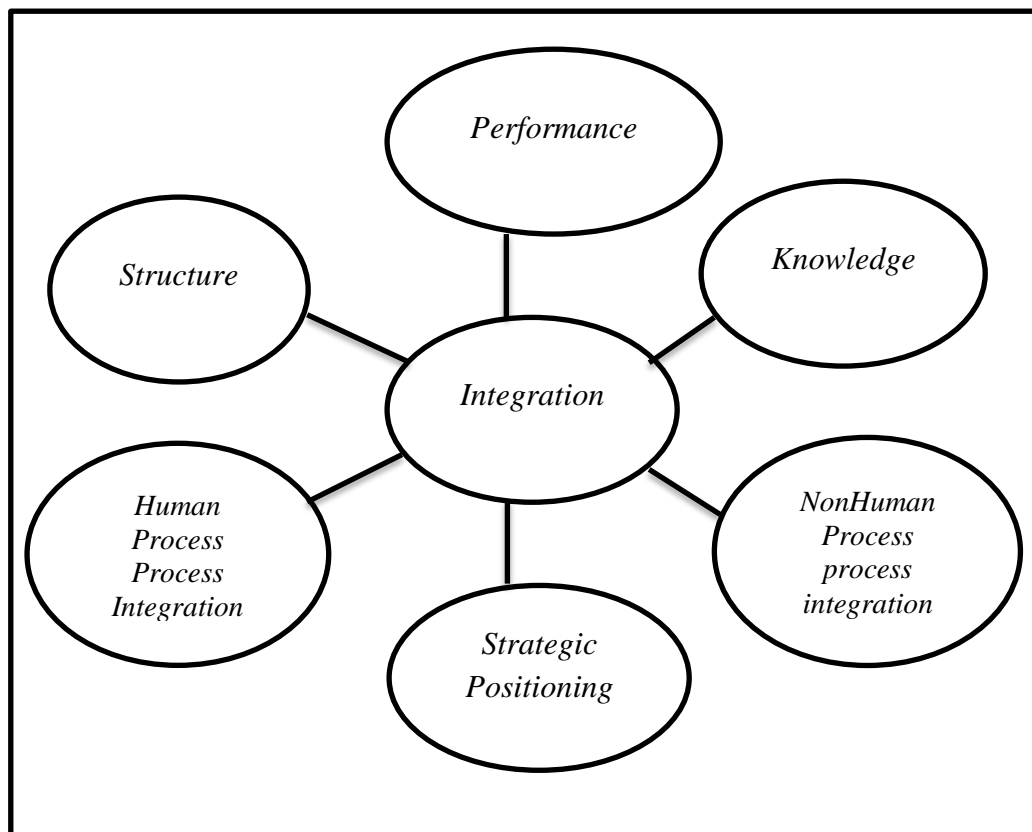 Performance
Knowledge
Structure
Integration
Human
Process
Process
Integration
NonHuman
Process
process
integration
Strategic
Positioning